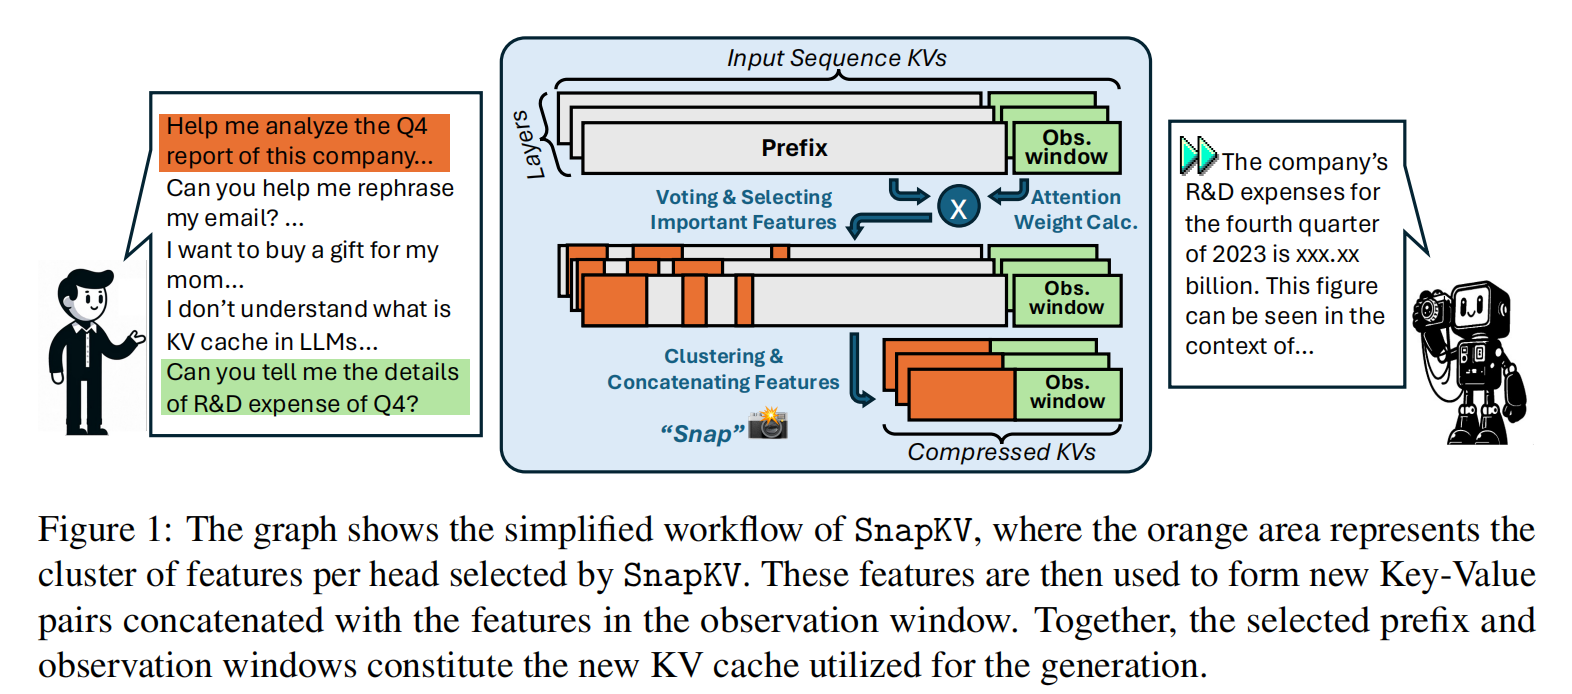 Input Sequence KVs
Layers
Prefix
Obs.
window
Help me analyze the Q4
report of this company...
Can you help me rephrase
my email? ...
I want to buy a gift for my
mom...
I don't understand what is
KV cache in LLMs...
Can you tell me the details
of R&D expense of Q4?
Voting & Selecting
Important Features
X
Attention
Weight Calc.
Obs.
window
Clustering &
Concatenating Features
"Snap"
Obs.
window
Compressed KVs
The company's
R&D expenses for
the fourth quarter
of 2023 is xxx.xx
billion. This figure
can be seen in the
context of...
Figure 1: The graph shows the simplified workflow of SnapKV, where the orange area represents the
cluster of features per head selected by SnapKV. These features are then used to form new Key-Value
pairs concatenated with the features in the observation window. Together, the selected prefix and
observation windows constitute the new KV cache utilized for the generation.